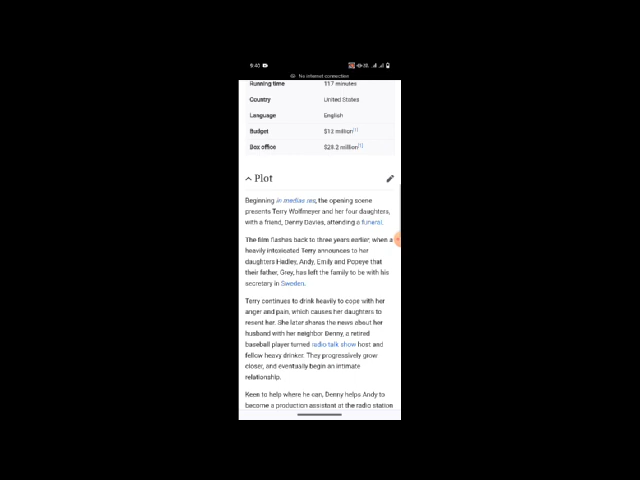 9:40
No internet connection
Running time 117 minutes
Country United States
Language English
Budget $12 million[1]
Box office $28.2 million[1]
Plot
Beginning in medias res, the opening scene
presents Terry Wolfmeyer and her four daughters,
with a friend, Denny Davies, attending a funeral.
The film flashes back to three years earlier, when a
heavily intoxicated Terry announces to her
daughters Hadley, Andy, Emily and Popeye that
their father, Grey, has left the family to be with his
secretary in Sweden.
Terry continues to drink heavily to cope with her
anger and pain, which causes her daughters to
resent her. She later shares the news about her
husband with her neighbor Denny, a retired
baseball player turned radio talk show host and
fellow heavy drinker. They progressively grow
closer, and eventually begin an intimate
relationship.
Keen to help where he can, Denny helps Andy to
become a production assistant at the radio station